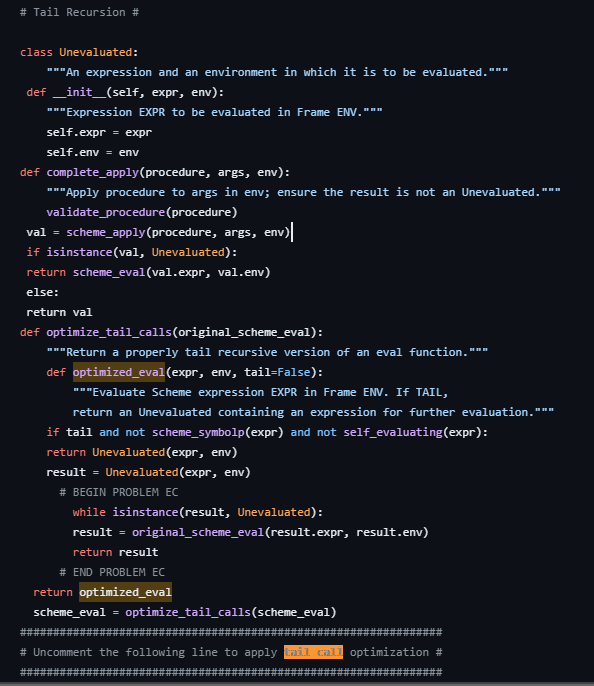 # Tail Recursion #
class Unevaluated:
    """An expression and an environment in which it is to be evaluated."""
 def __init__(self, expr, env):
    """Expression EXPR to be evaluated in Frame ENV."""
    self.expr = expr
    self.env = env
def complete_apply(procedure, args, env):
    """Apply procedure to args in env; ensure the result is not an Unevaluated."""
    validate_procedure(procedure)
 val = scheme_apply(procedure, args, env)
 if isinstance(val, Unevaluated):
 return scheme_eval(val.expr, val.env)
 else:
 return val
def optimize_tail_calls(original_scheme_eval):
    """Return a properly tail recursive version of an eval function."""
    def optimized_eval(expr, env, tail=False):
        """Evaluate Scheme expression EXPR in Frame ENV. If TAIL,
        return an Unevaluated containing an expression for further evaluation."""
    if tail and not scheme_symbolp(expr) and not self_evaluating(expr):
    return Unevaluated(expr, env)
    result = Unevaluated(expr, env)
      # BEGIN PROBLEM EC
        while isinstance(result, Unevaluated):
        result = original_scheme_eval(result.expr, result.env)
        return result
      # END PROBLEM EC
  return optimized_eval
  scheme_eval = optimize_tail_calls(scheme_eval)
################################################################
# Uncomment the following line to apply tail call optimization #
################################################################